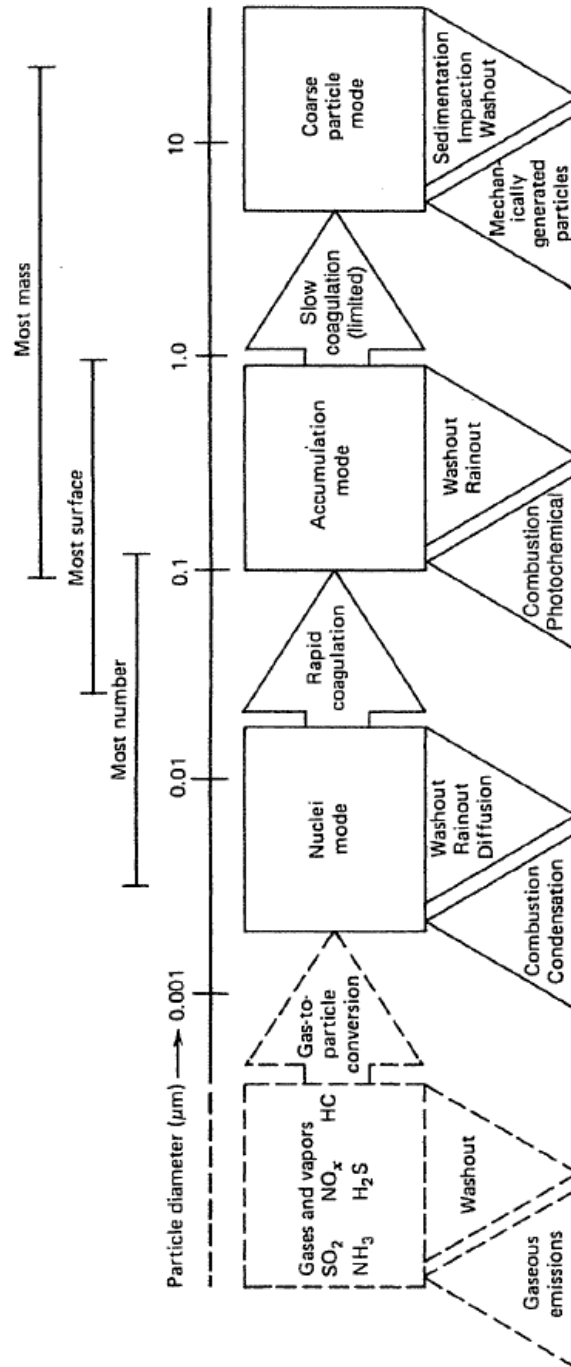 Most mass
Most surface
Most number
Particle diameter (μm) → 0.001 0.01 0.1 1.0 10
Gases and vapors
SO₂ NOₓ HC
NH₃ H₂S
Gas-to-
particle
conversion
Nuclei
mode
Rapid
coagulation
Accumulation
mode
Slow
coagulation
(limited)
Coarse
particle
mode
Gaseous
emissions
Washout
Combustion
Condensation
Washout
Rainout
Diffusion
Combustion
Photochemical
Washout
Rainout
Mechan-
ically
generated
particles
Sedimentation
Impaction
Washout